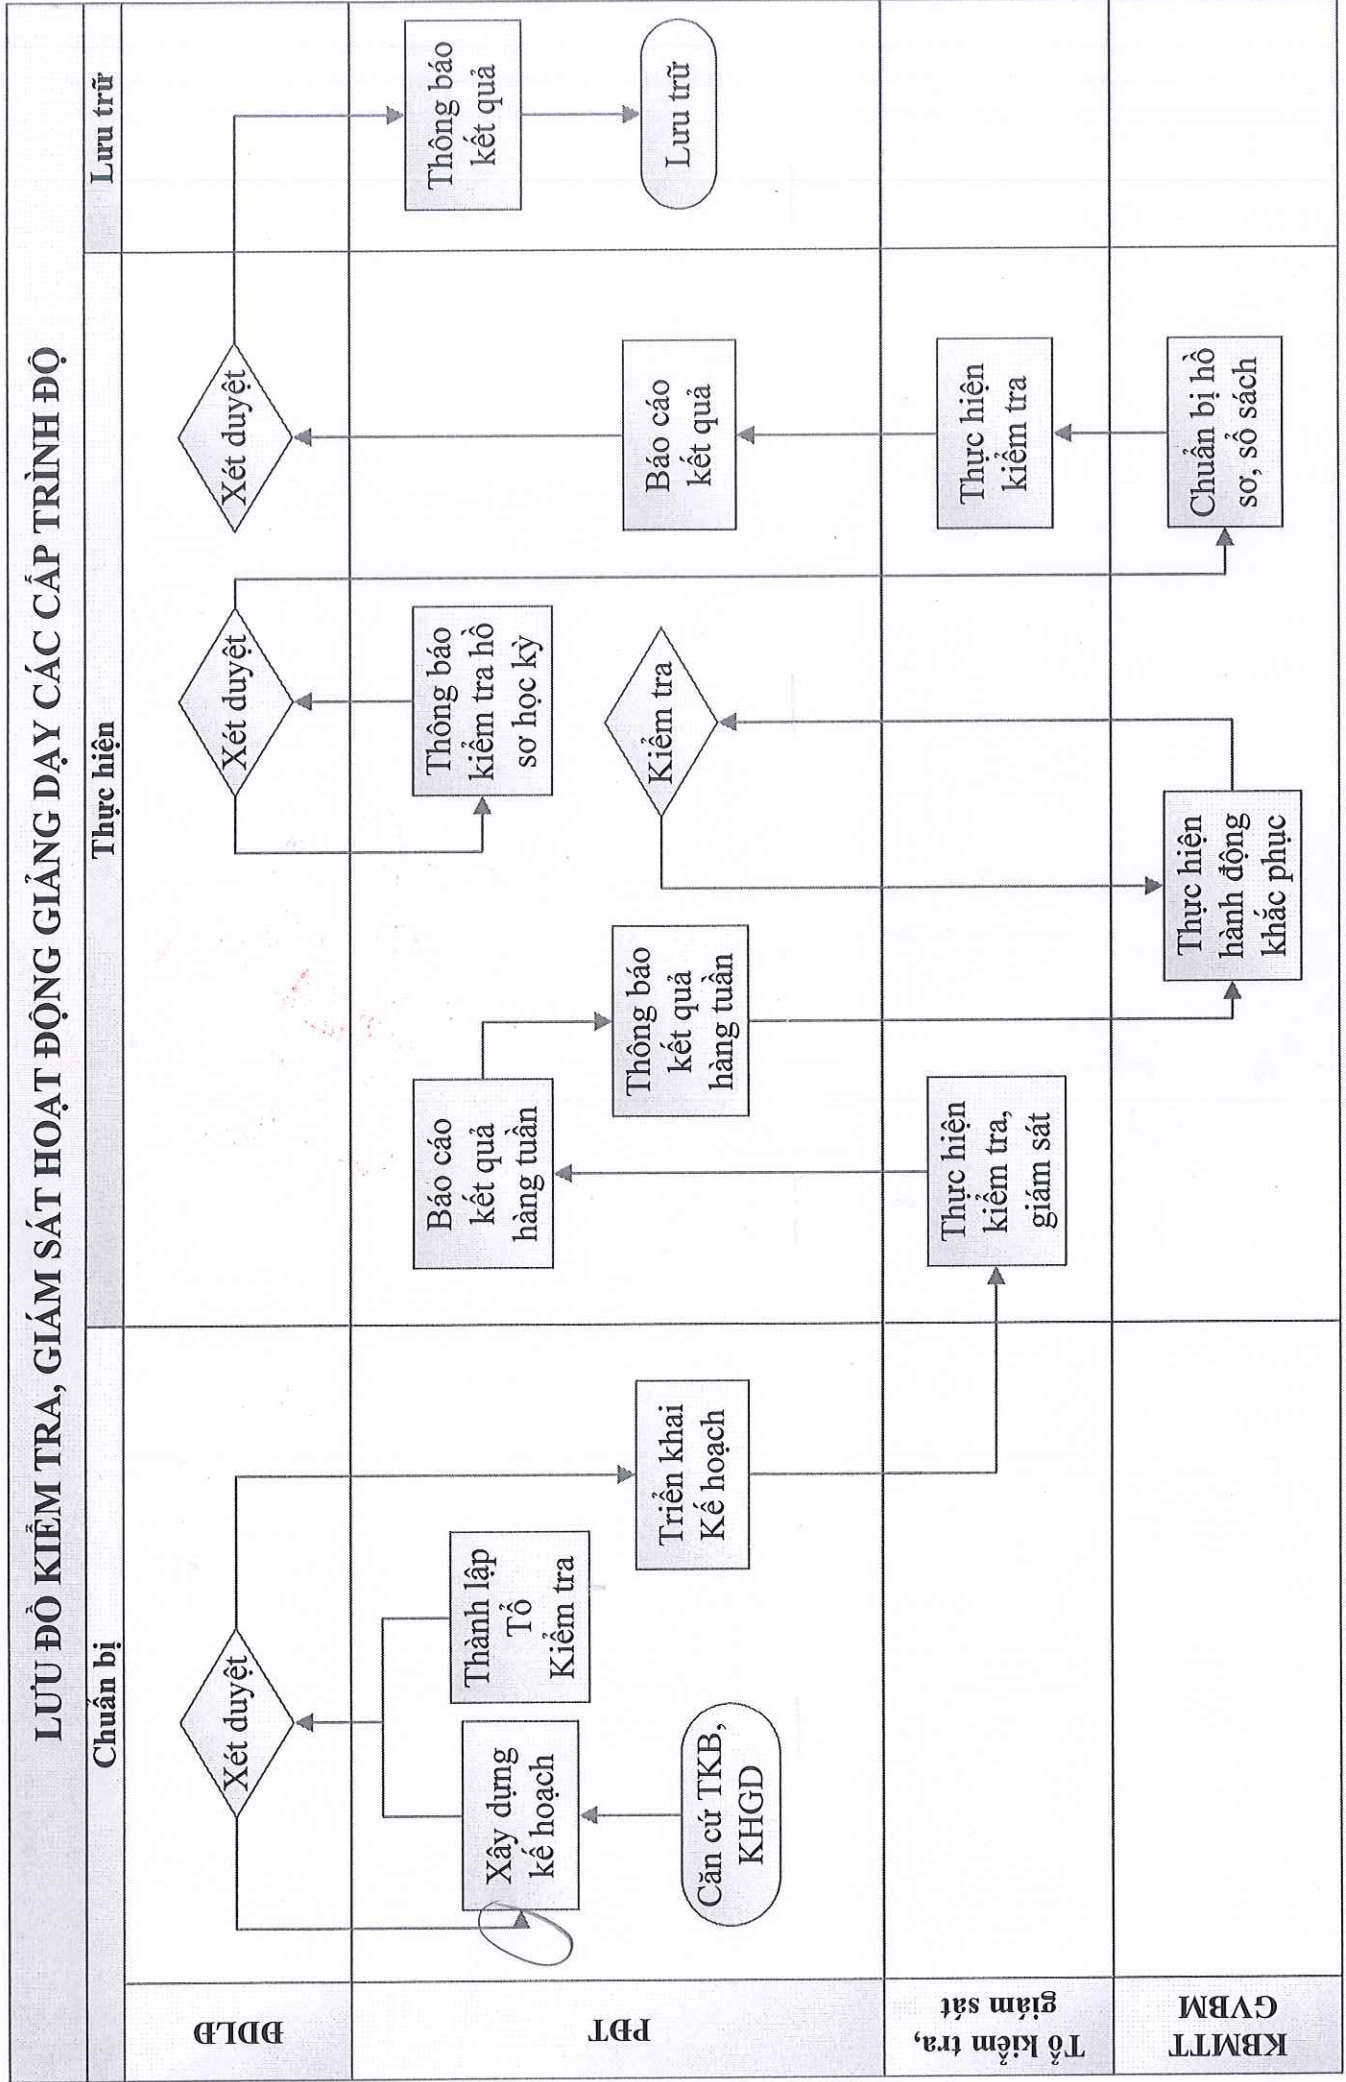 LƯU ĐỒ KIỂM TRA, GIÁM SÁT HOẠT ĐỘNG GIẢNG DẠY CÁC CẤP TRÌNH ĐỘ
Chuẩn bị
Thực hiện
Lưu trữ
ĐDLĐ
Xét duyệt
Xét duyệt
Xét duyệt
PĐT
Căn cứ TKB,
KHGD
Xây dựng
kế hoạch
Thành lập
Tổ
Kiểm tra
Triển khai
Kế hoạch
Báo cáo
kết quả
hàng tuần
Thông báo
kết quả
hàng tuần
Kiểm tra
Thông báo
kiểm tra hồ
sơ học kỳ
Báo cáo
kết quả
Thông báo
kết quả
Lưu trữ
Tổ kiểm tra,
giám sát
Thực hiện
kiểm tra,
giám sát
Thực hiện
kiểm tra
KBMTT
GVBM
Thực hiện
hành động
khắc phục
Chuẩn bị hồ
sơ, sổ sách